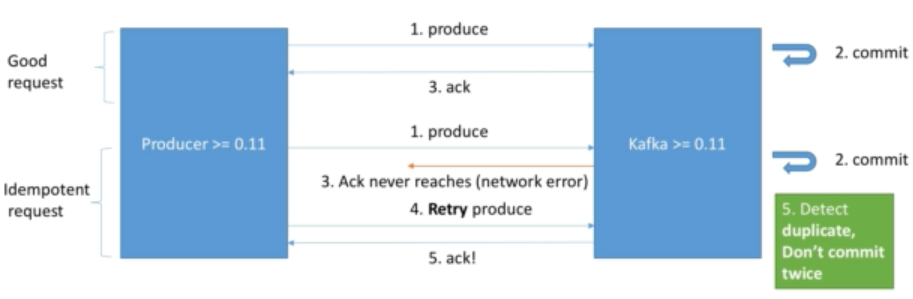 1. produce
Good
request
2. commit
3. ack
1. produce
Producer >= 0.11
Kafka >= 0.11
2. commit
3. Ack never reaches (network error)
Idempotent
request
4. Retry produce
5. Detect
duplicate,
Don't commit
twice
5. ack!